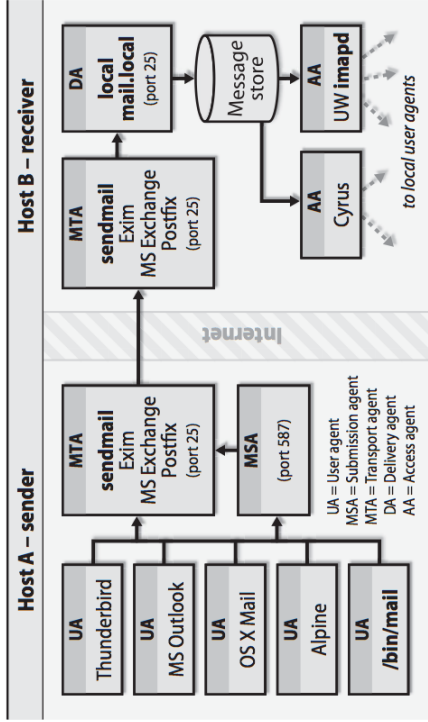 Host A – sender
Host B – receiver
UA
Thunderbird
UA
MS Outlook
UA
OS X Mail
UA
Alpine
UA
/bin/mail
MTA
sendmail
Exim
MS Exchange
Postfix
(port 25)
MSA
(port 587)
UA = User agent
MSA = Submission agent
MTA = Transport agent
DA = Delivery agent
AA = Access agent
Internet
MTA
sendmail
Exim
MS Exchange
Postfix
(port 25)
DA
local
mail.local
(port 25)
Message
store
AA
Cyrus
AA
UW imapd
to local user agents